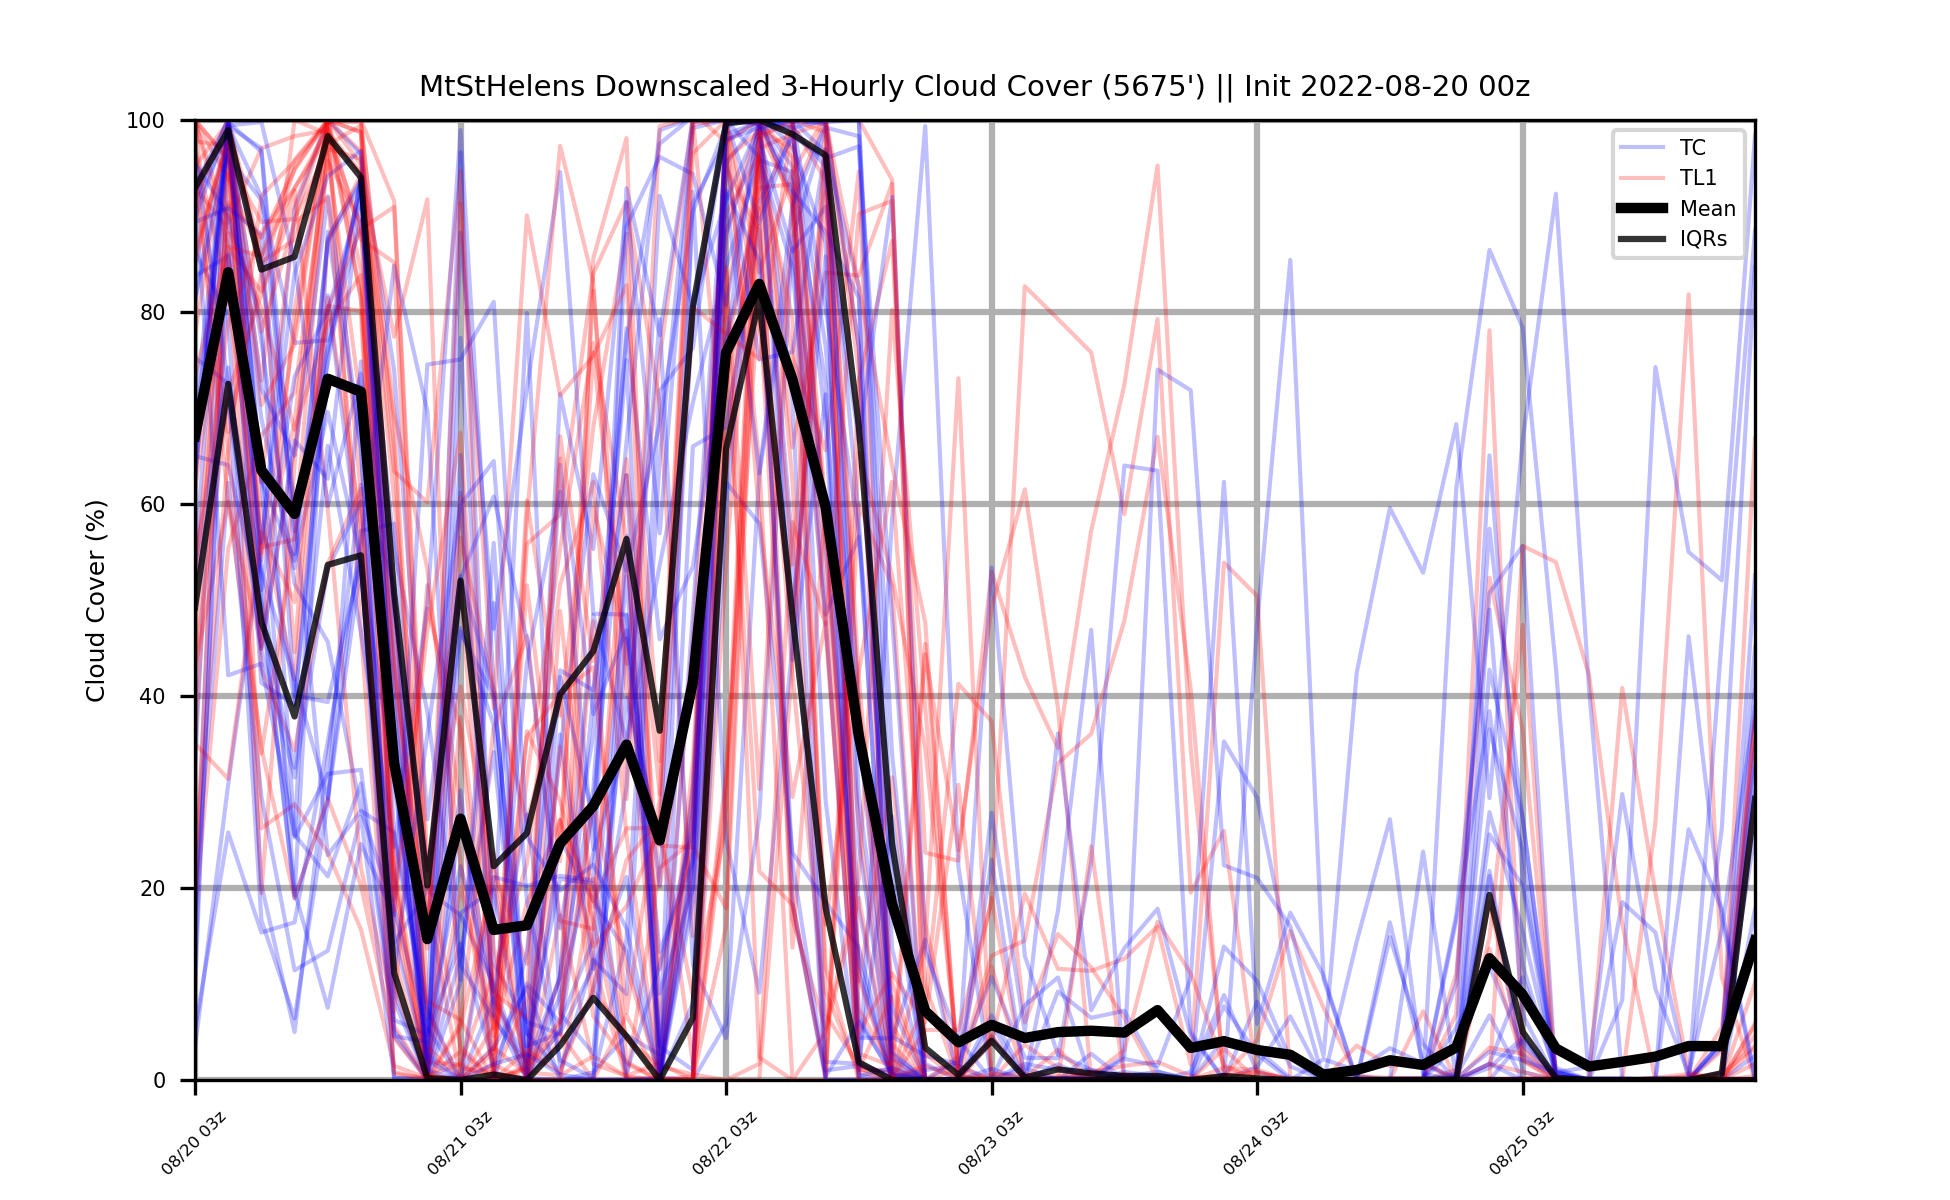 MtStHelens Downscaled 3-Hourly Cloud Cover (5675') || Init 2022-08-20 00z
TC
TL1
Mean
IQRs
Cloud Cover (%)
100
80
60
40
20
0
08/20 03z
08/21 03z
08/22 03z
08/23 03z
08/24 03z
08/25 03z